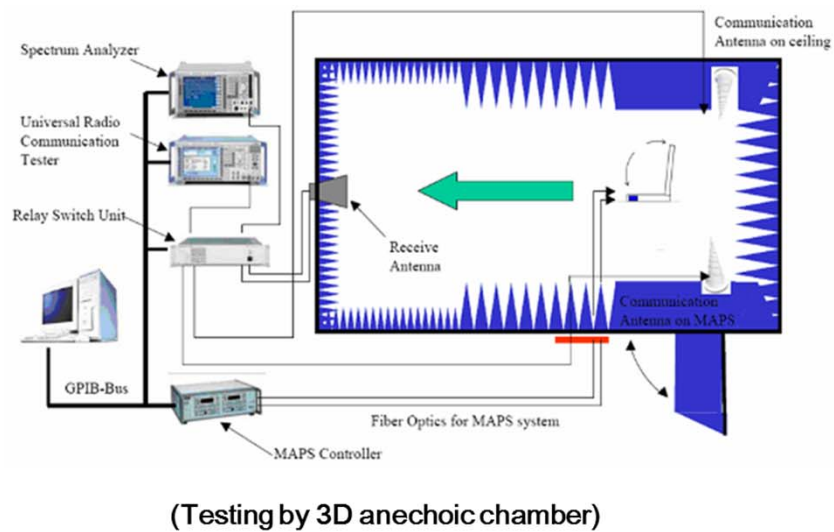 Spectrum Analyzer
Universal Radio
Communication
Tester
Relay Switch Unit
GPIB-Bus
MAPS Controller
Fiber Optics for MAPS system
Receive
Antenna
Communication
Antenna on ceiling
Communication
Antenna on MAPS
(Testing by 3D anechoic chamber)